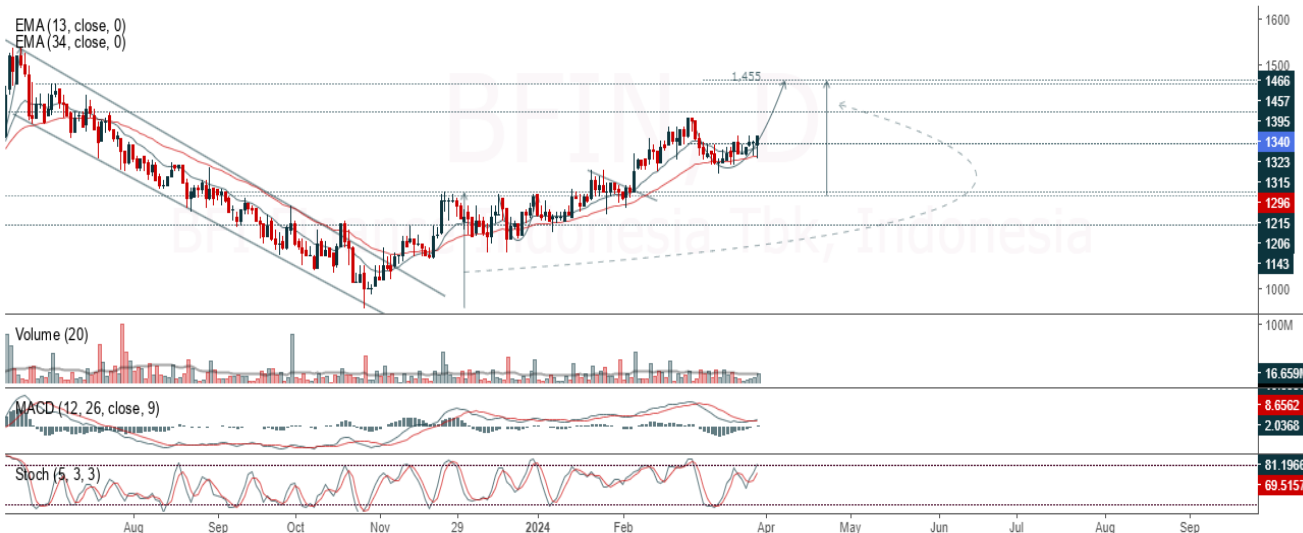 EMA (13, close, 0)
EMA (34, close, 0)
BFIN, D
BFI Finance Indonesia Tbk, Indonesia
1,455
1600
1500
1466
1457
1395
1340
1323
1315
1296
1215
1206
1143
1000
Volume (20)
100M
16.659M
MACD (12, 26, close, 9)
8.6562
2.0368
Stoch (5, 3, 3)
81.1966
69.5157
Aug Sep Oct Nov 29 2024 Feb Apr May Jun Jul Aug Sep